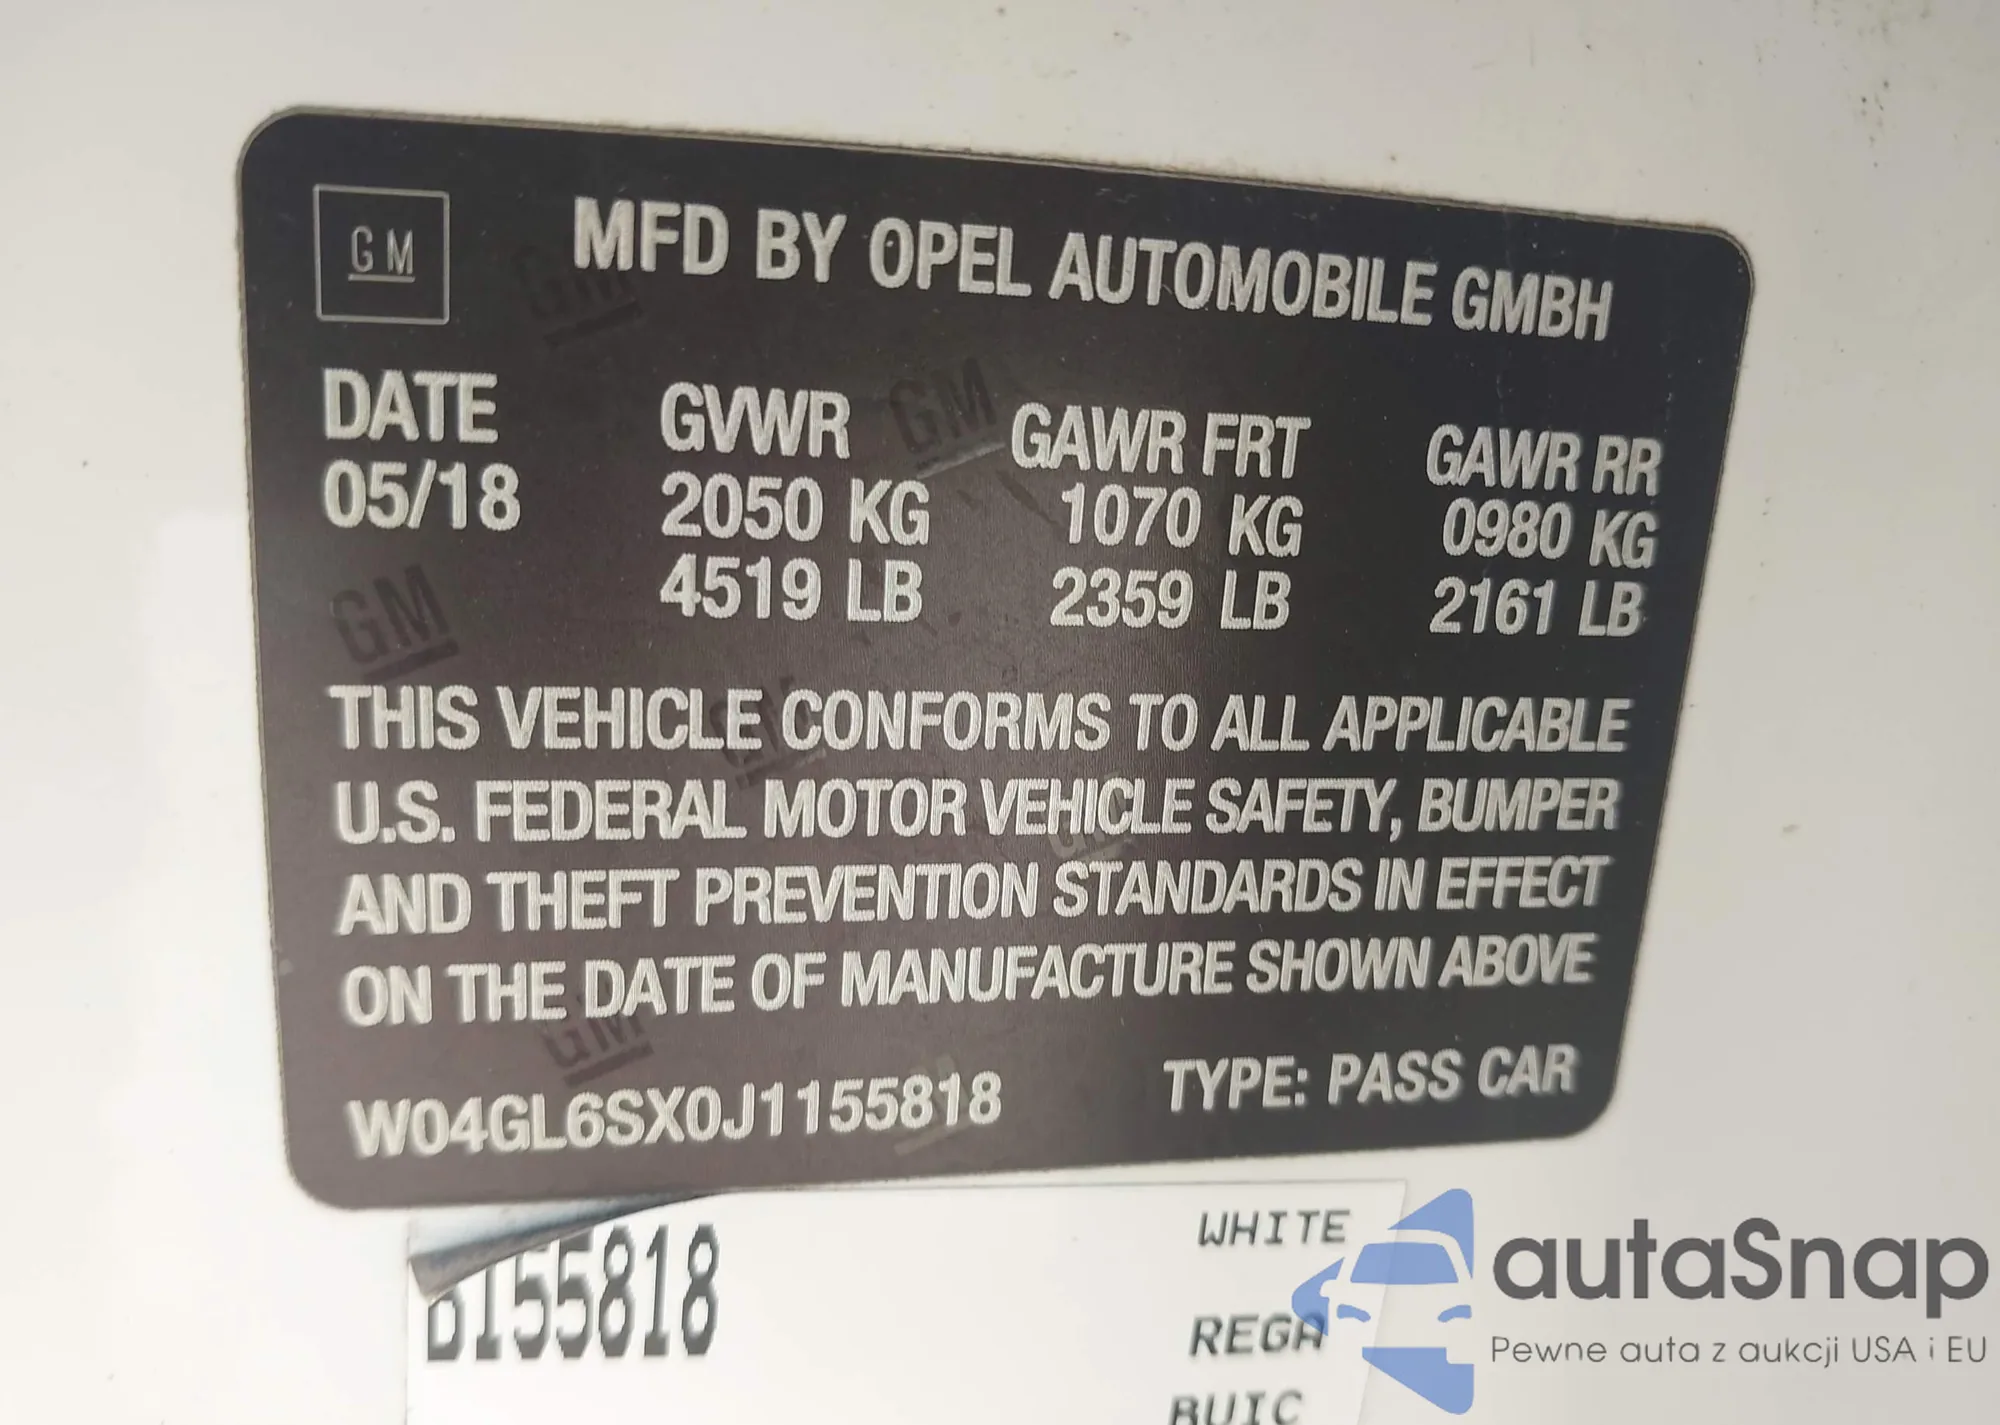 GM
MFD BY OPEL AUTOMOBILE GMBH
DATE GVWR GAWR FRT GAWR RR
05/18 2050 KG 1070 KG 0980 KG
4519 LB 2359 LB 2161 LB
THIS VEHICLE CONFORMS TO ALL APPLICABLE
U.S. FEDERAL MOTOR VEHICLE SAFETY, BUMPER
AND THEFT PREVENTION STANDARDS IN EFFECT
ON THE DATE OF MANUFACTURE SHOWN ABOVE
W04GL6SX0J1155818 TYPE: PASS CAR
155818
WHITE
REGA
BUIC
autaSnap
Pewne auta z aukcji USA i EU